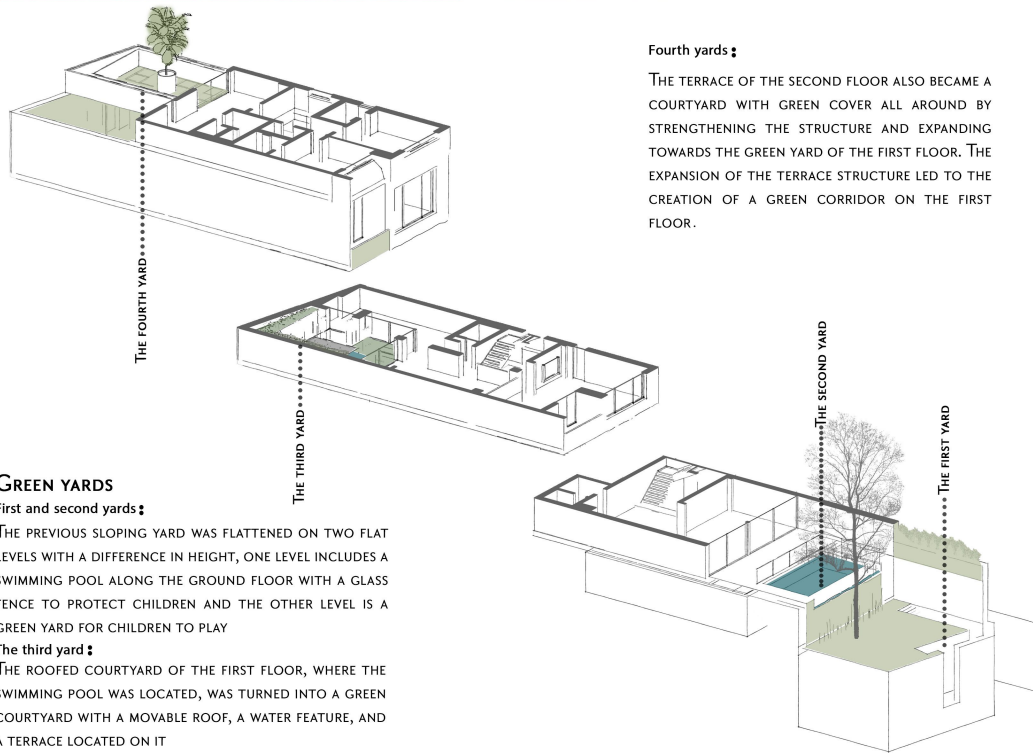 Fourth yards:
THE TERRACE OF THE SECOND FLOOR ALSO BECAME A
COURTYARD WITH GREEN COVER ALL AROUND BY
STRENGTHENING THE STRUCTURE AND EXPANDING
TOWARDS THE GREEN YARD OF THE FIRST FLOOR. THE
EXPANSION OF THE TERRACE STRUCTURE LED TO THE
CREATION OF A GREEN CORRIDOR ON THE FIRST
FLOOR.
THE FOURTH YARD
THE THIRD YARD
THE SECOND YARD
THE FIRST YARD
GREEN YARDS
First and second yards:
THE PREVIOUS SLOPING YARD WAS FLATTENED ON TWO FLAT
LEVELS WITH A DIFFERENCE IN HEIGHT, ONE LEVEL INCLUDES A
SWIMMING POOL ALONG THE GROUND FLOOR WITH A GLASS
FENCE TO PROTECT CHILDREN AND THE OTHER LEVEL IS A
GREEN YARD FOR CHILDREN TO PLAY
The third yard:
THE ROOFED COURTYARD OF THE FIRST FLOOR, WHERE THE
SWIMMING POOL WAS LOCATED, WAS TURNED INTO A GREEN
COURTYARD WITH A MOVABLE ROOF, A WATER FEATURE, AND
A TERRACE LOCATED ON IT